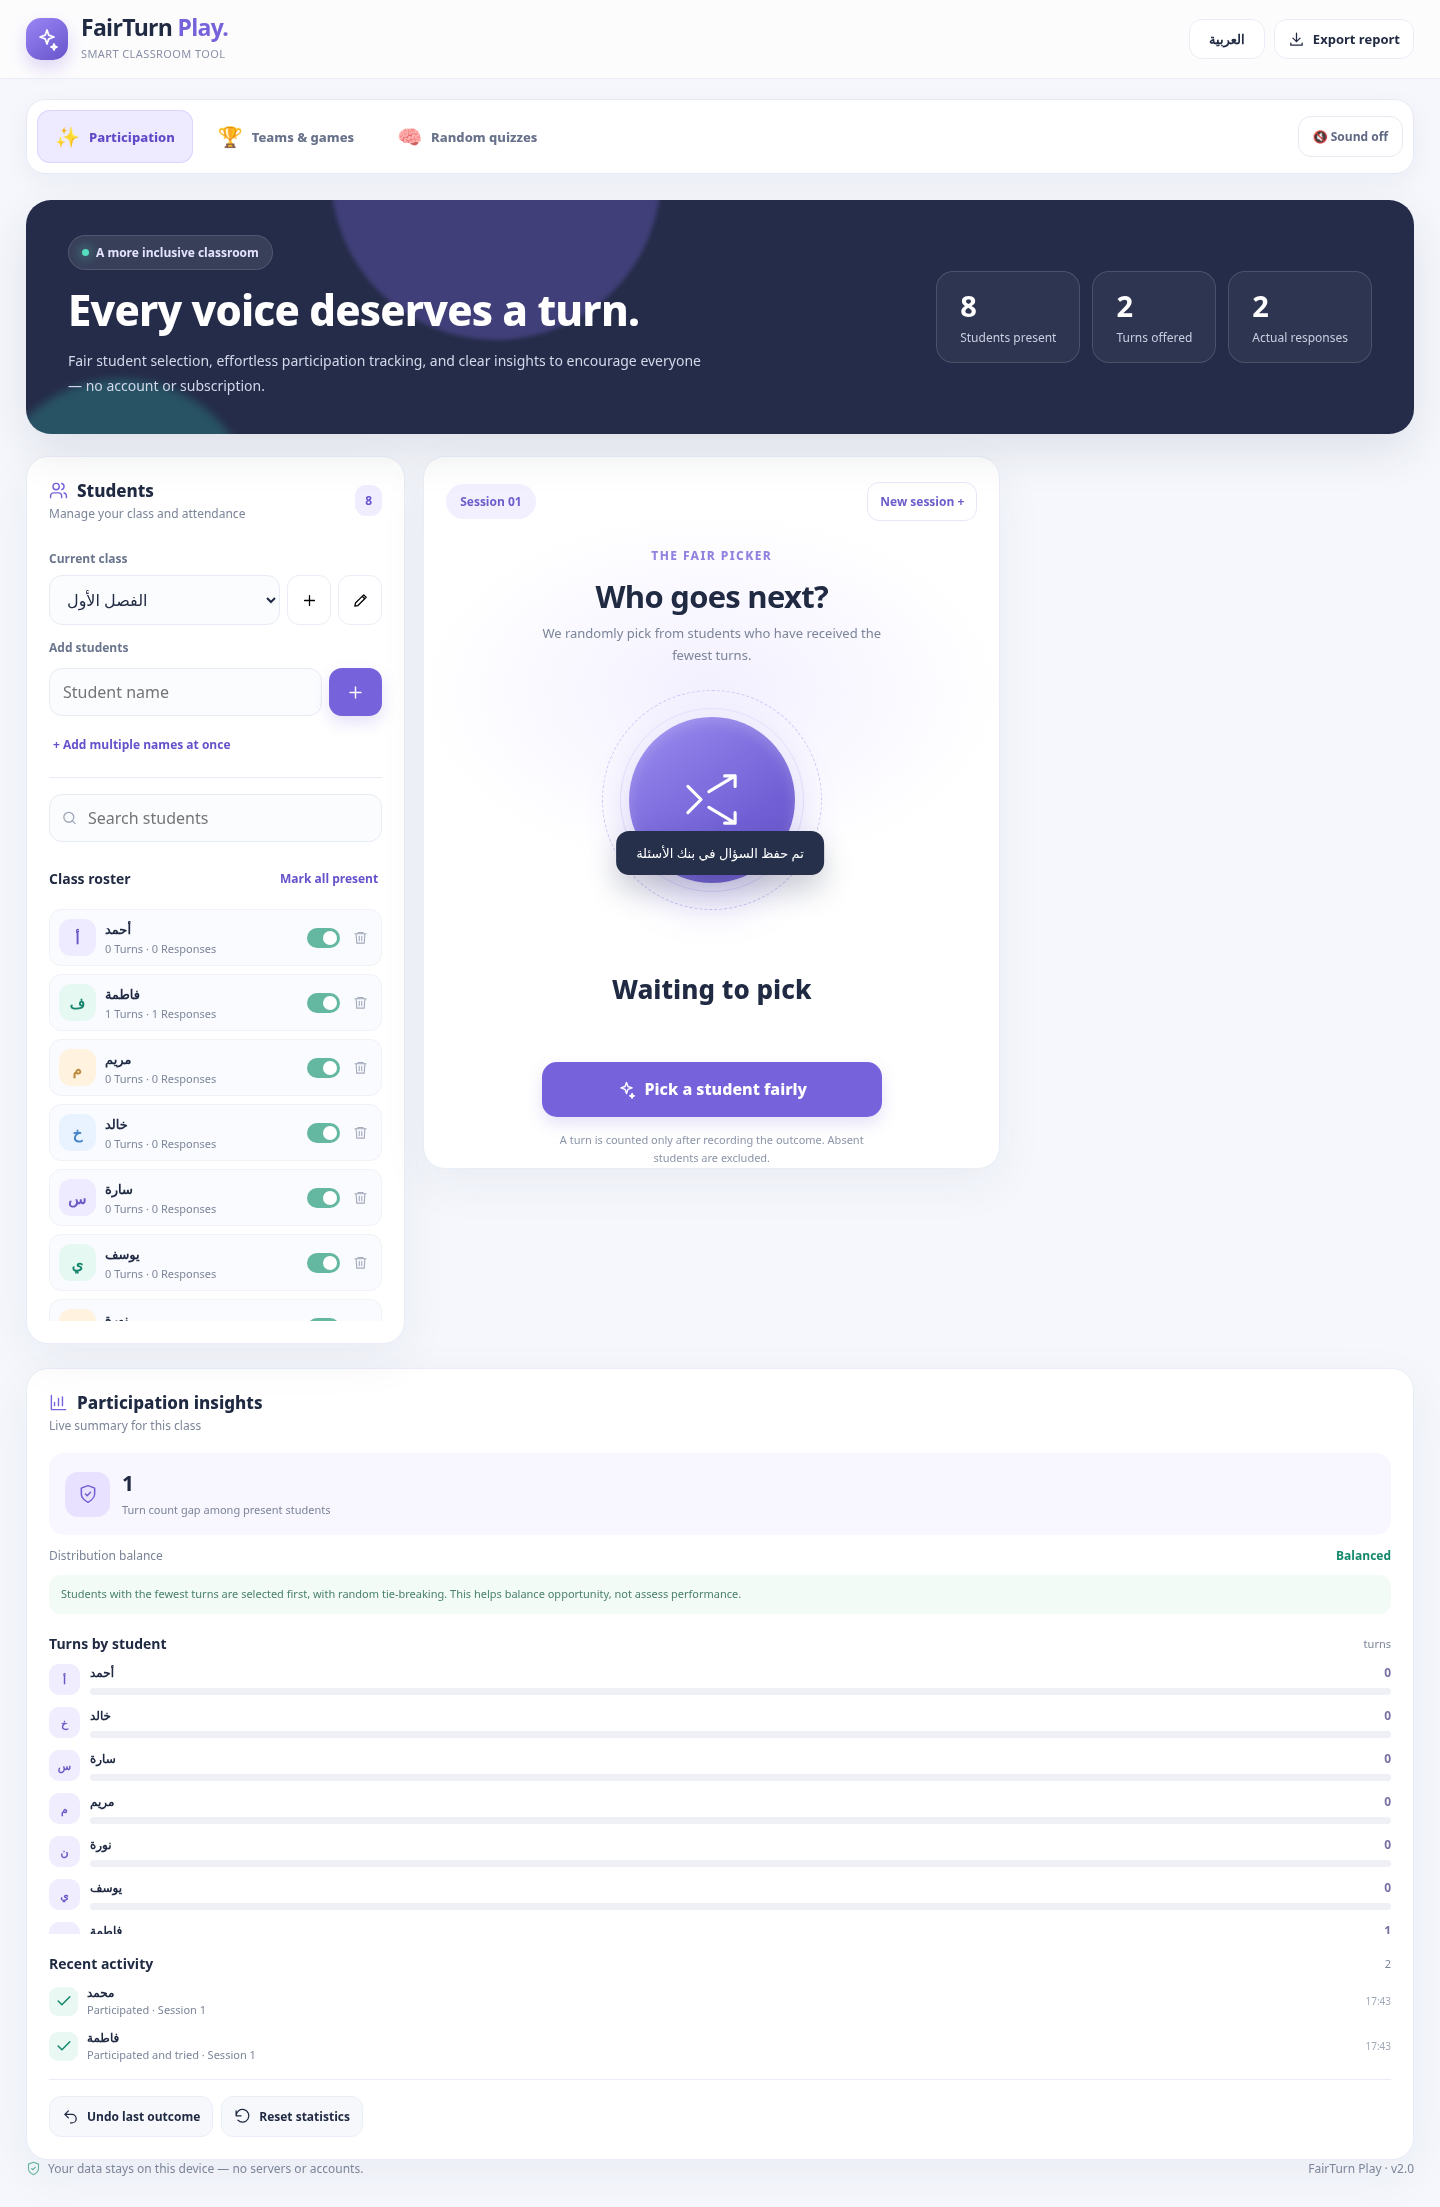 FairTurn Play.
SMART CLASSROOM TOOL
العربية
Export report
✨ Participation
🏆 Teams & games
🧠 Random quizzes
🔇 Sound off
A more inclusive classroom
Every voice deserves a turn.
Fair student selection, effortless participation tracking, and clear insights to encourage everyone
— no account or subscription.
8
Students present
2
Turns offered
2
Actual responses
Students
Manage your class and attendance
8
Current class
الفصل الأول
Add students
Student name
+ Add multiple names at once
Search students
Class roster
Mark all present
أ
أحمد
0 Turns · 0 Responses
ف
فاطمة
1 Turns · 1 Responses
م
مريم
0 Turns · 0 Responses
خ
خالد
0 Turns · 0 Responses
س
سارة
0 Turns · 0 Responses
ي
يوسف
0 Turns · 0 Responses
نورة
Session 01
New session +
THE FAIR PICKER
Who goes next?
We randomly pick from students who have received the
fewest turns.
تم حفظ السؤال في بنك الأسئلة
Waiting to pick
Pick a student fairly
A turn is counted only after recording the outcome. Absent
students are excluded.
Participation insights
Live summary for this class
1
Turn count gap among present students
Distribution balance
Balanced
Students with the fewest turns are selected first, with random tie-breaking. This helps balance opportunity, not assess performance.
Turns by student
turns
أ
أحمد
0
خ
خالد
0
س
سارة
0
م
مريم
0
ن
نورة
0
ي
يوسف
0
فاطمة
1
Recent activity
2
محمد
Participated · Session 1
17:43
فاطمة
Participated and tried · Session 1
17:43
Undo last outcome
Reset statistics
Your data stays on this device — no servers or accounts.
FairTurn Play · v2.0